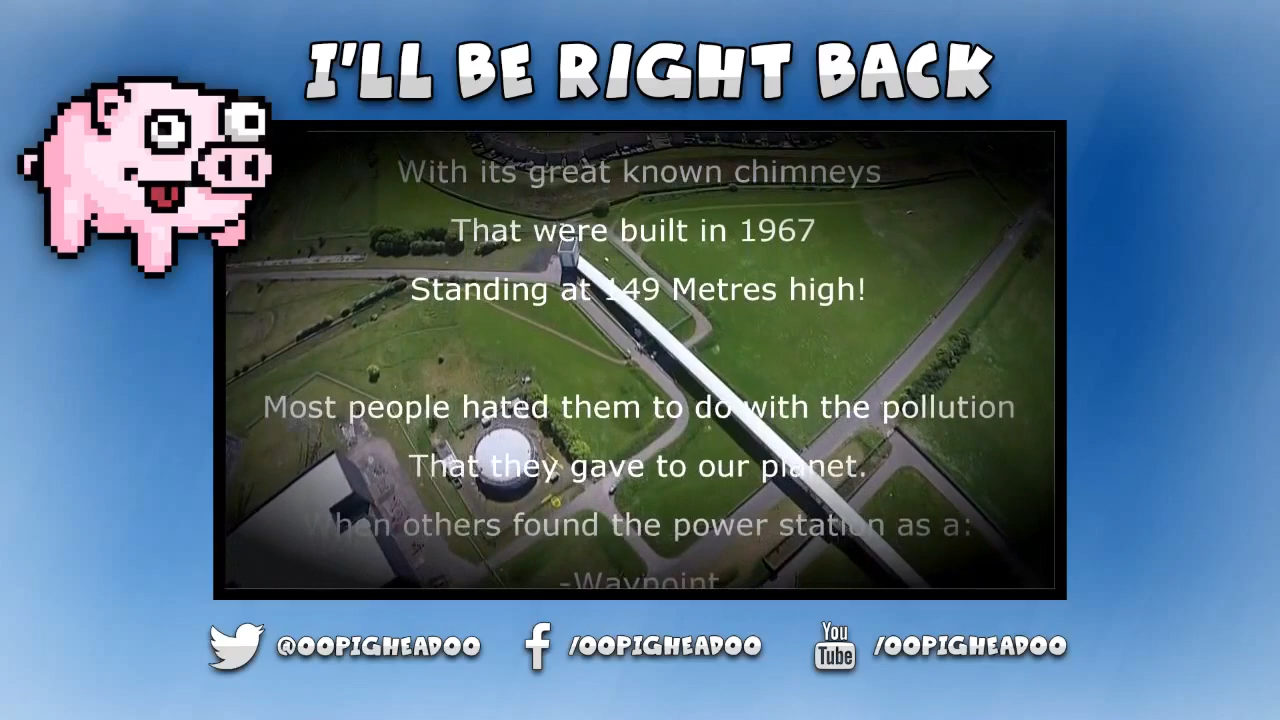 I'LL BE RIGHT BACK
With its great known chimneys
That were built in 1967
Standing at 149 Metres high!
Most people hated them to do with the pollution
That they gave to our planet.
When others found the power station as a:
-Waypoint
@OOPIGHEADOO
/OOPIGHEADOO
You Tube
/OOPIGHEADOO